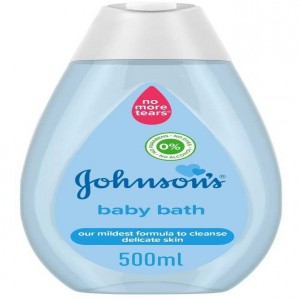 no more tears®
0%
Johnson's
baby bath
our mildest formula to cleanse
delicate skin
500ml